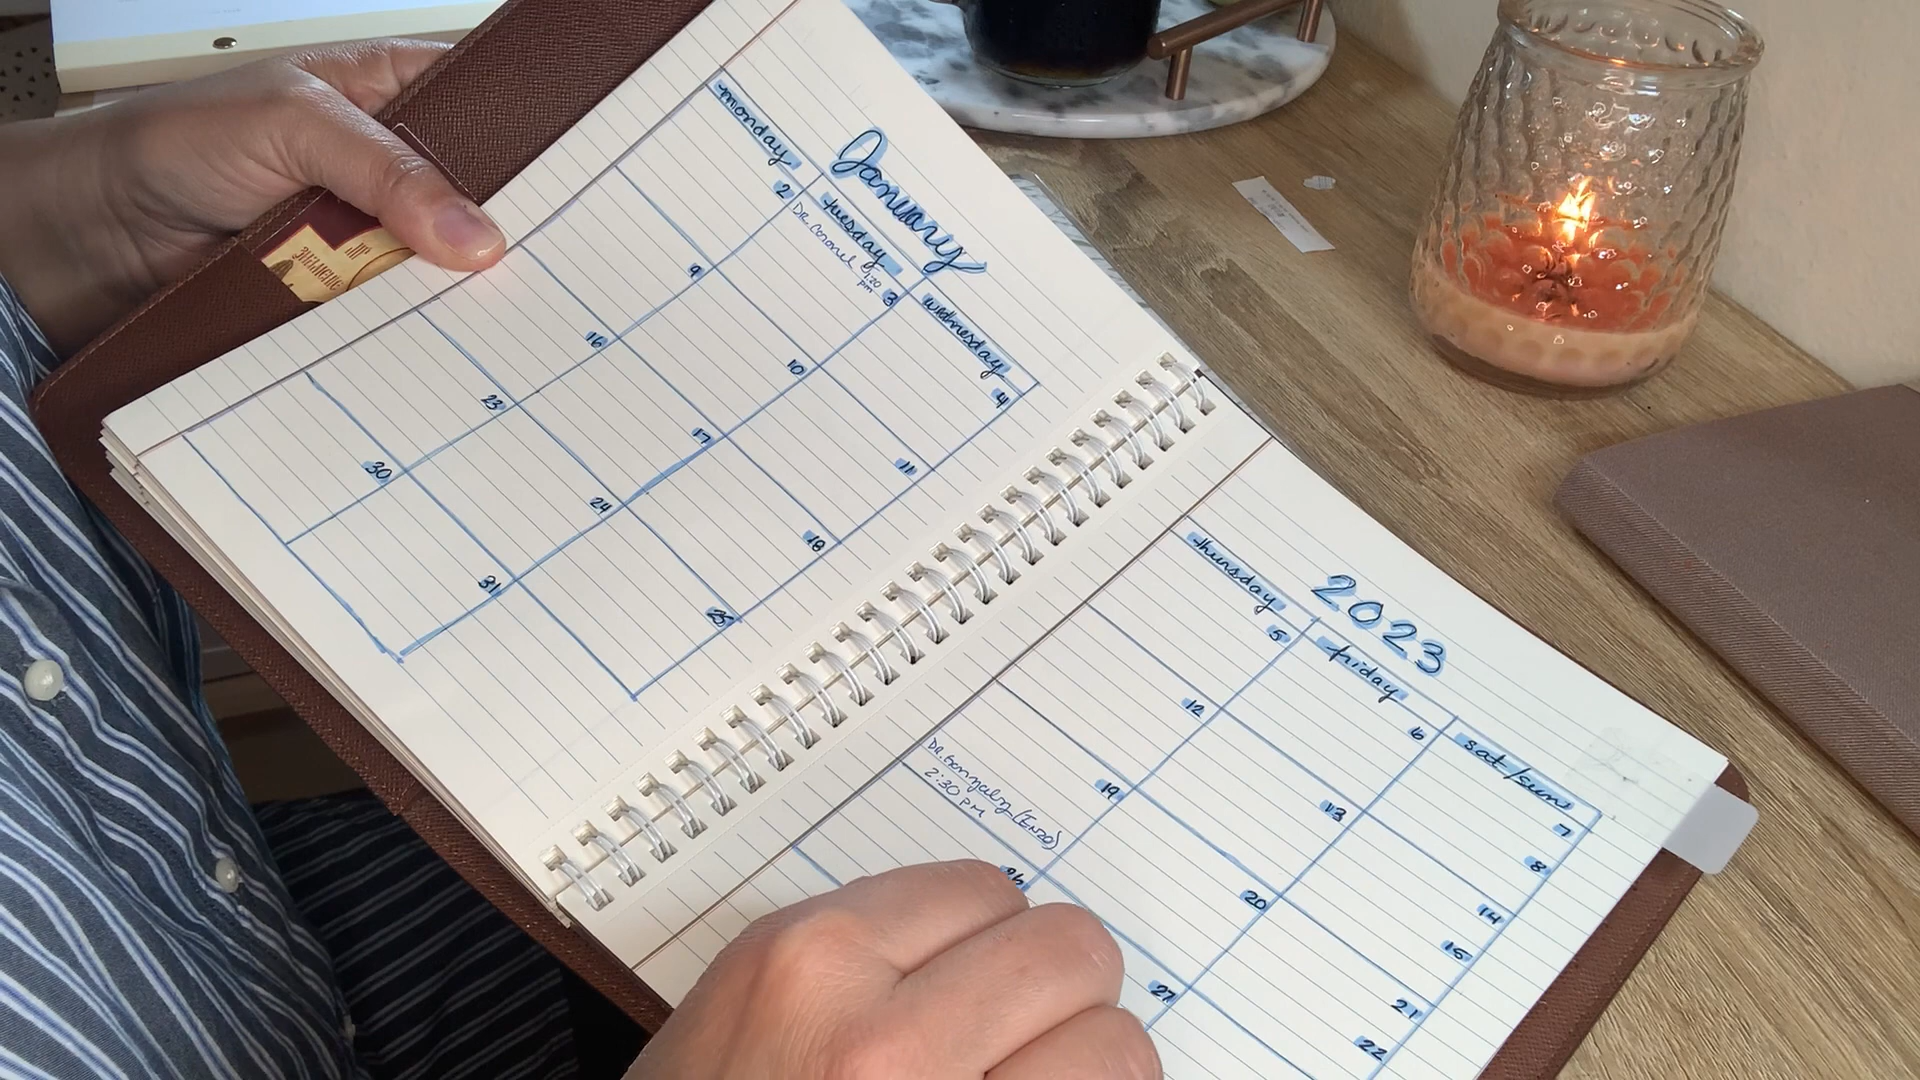 January
monday
tuesday
wednesday
2
3
4
DR. Coronel
pm
9
10
11
16
17
18
23
24
25
30
31
2023
thursday
friday
sat/sun
5
6
7
8
12
13
14
15
19
20
21
22
DR. Gonzalez (Enzo)
2:30 PM
26
27